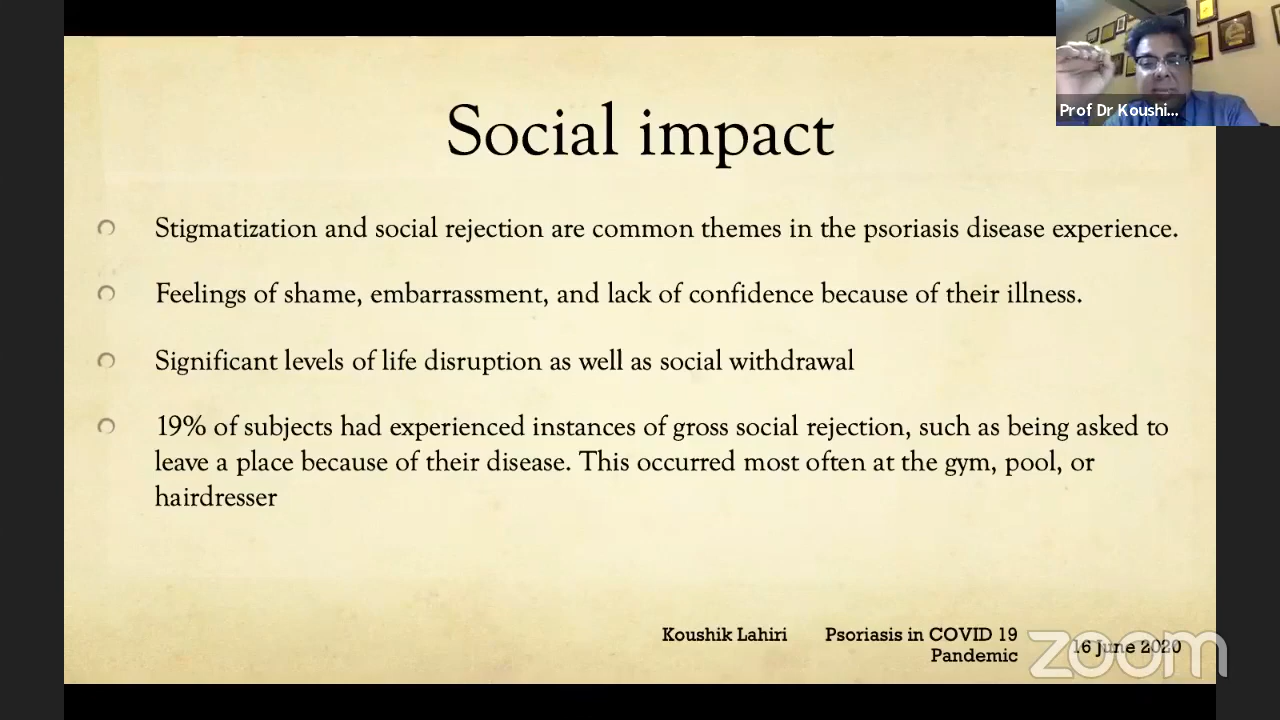 Prof Dr Koushi...
Social impact
Stigmatization and social rejection are common themes in the psoriasis disease experience.
Feelings of shame, embarrassment, and lack of confidence because of their illness.
Significant levels of life disruption as well as social withdrawal
19% of subjects had experienced instances of gross social rejection, such as being asked to
leave a place because of their disease. This occurred most often at the gym, pool, or
hairdresser
Koushik Lahiri
Psoriasis in COVID 19
Pandemic
16 June 2020
zoom